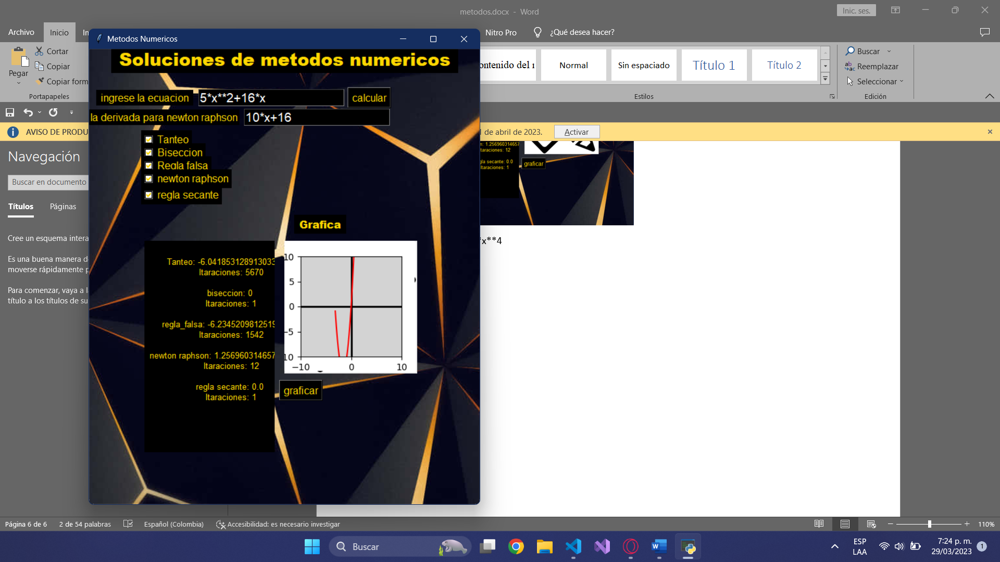 metodos.docx - Word
Inic. ses.
Archivo
Inicio
In
Nitro Pro
¿Qué desea hacer?
Metodos Numericos
Soluciones de metodos numericos
Pegar
Cortar
Copiar
Copiar form
Portapapeles
ontenido del
Normal
Sin espaciado
Título 1
Título 2
Estilos
Buscar
Reemplazar
Seleccionar
Edición
ingrese la ecuacion
5*x**2+16*x
calcular
la derivada para newton raphson
10*x+16
AVISO DE PRODU
de abril de 2023.
Activar
Tanteo
Biseccion
Regla falsa
newton raphson
regla secante
Navegación
Buscar en documento
Títulos
Páginas
Cree un esquema intera
Es una buena manera d
moverse rápidamente p
Para comenzar, vaya a l
título a los títulos de su
n: 1.256960314657
taraciones: 12
gla secante: 0.0
Itaraciones: 1
graficar
x**4
Grafica
Tanteo: -6.041853128913033
Itaraciones: 5670
biseccion: 0
Itaraciones: 1
regla_falsa: -6.2345209812519
Itaraciones: 1542
newton raphson: 1.256960314657
Itaraciones: 12
regla secante: 0.0
Itaraciones: 1
10
5
0
−5
10
−10
0
10
graficar
Página 6 de 6
2 de 54 palabras
Español (Colombia)
Accesibilidad: es necesario investigar
110%
Buscar
ESP
LAA
7:24 p. m.
29/03/2023
1